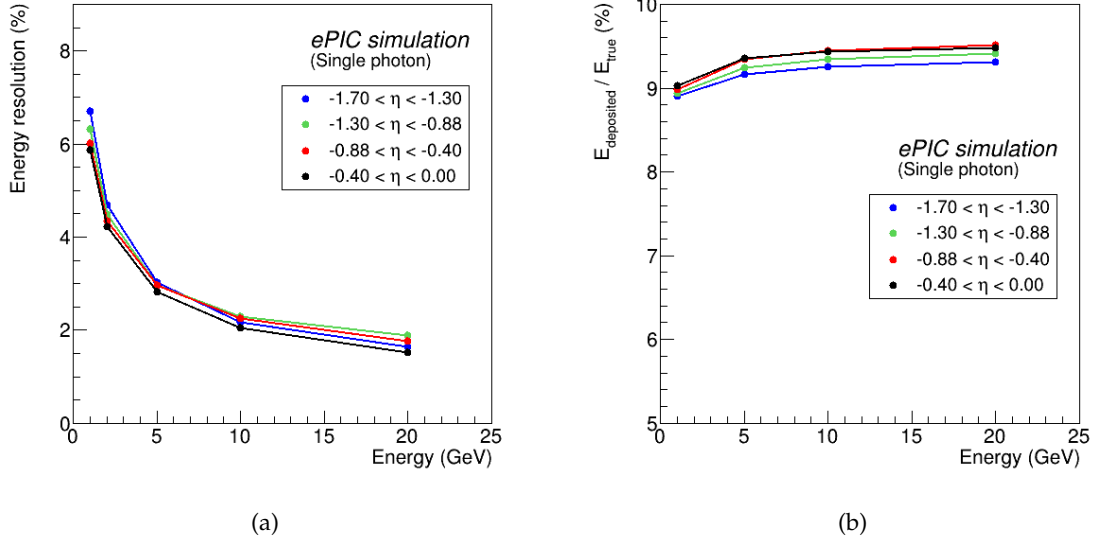 Energy resolution (%)
8
6
4
2
0
ePIC simulation
(Single photon)
-1.70 < η < -1.30
-1.30 < η < -0.88
-0.88 < η < -0.40
-0.40 < η < 0.00
0 5 10 15 20 25
Energy (GeV)
(a)
E_deposited / E_true (%)
10
9
8
7
6
5
ePIC simulation
(Single photon)
-1.70 < η < -1.30
-1.30 < η < -0.88
-0.88 < η < -0.40
-0.40 < η < 0.00
0 5 10 15 20 25
Energy (GeV)
(b)